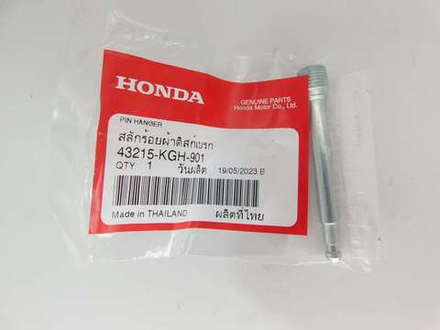 HONDA
GENUINE PARTS
Honda Motor Co., Ltd.
PIN HANGER
สลักร้อยผ้าดิสก์เบรก
43215-KGH-901
QTY 1 วันผลิต 19/05/2023 B
Made in THAILAND ผลิตที่ไทย